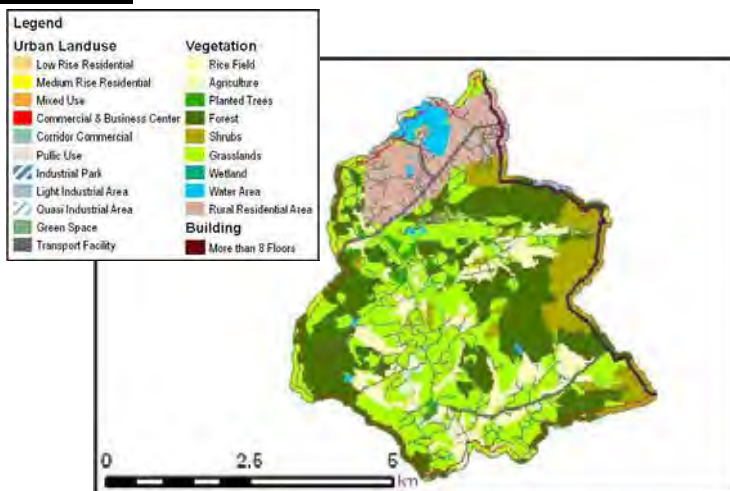 Legend
Urban Landuse
Low Rise Residential
Medium Rise Residential
Mixed Use
Commercial & Business Center
Corridor Commercial
Pullic Use
Industrial Park
Light Industrial Area
Quasi Industrial Area
Green Space
Transport Facility
Vegetation
Rice Field
Agriculture
Planted Trees
Forest
Shrubs
Grasslands
Wetland
Water Area
Rural Residential Area
Building
More than 8 Floors
0 2.5 5
km